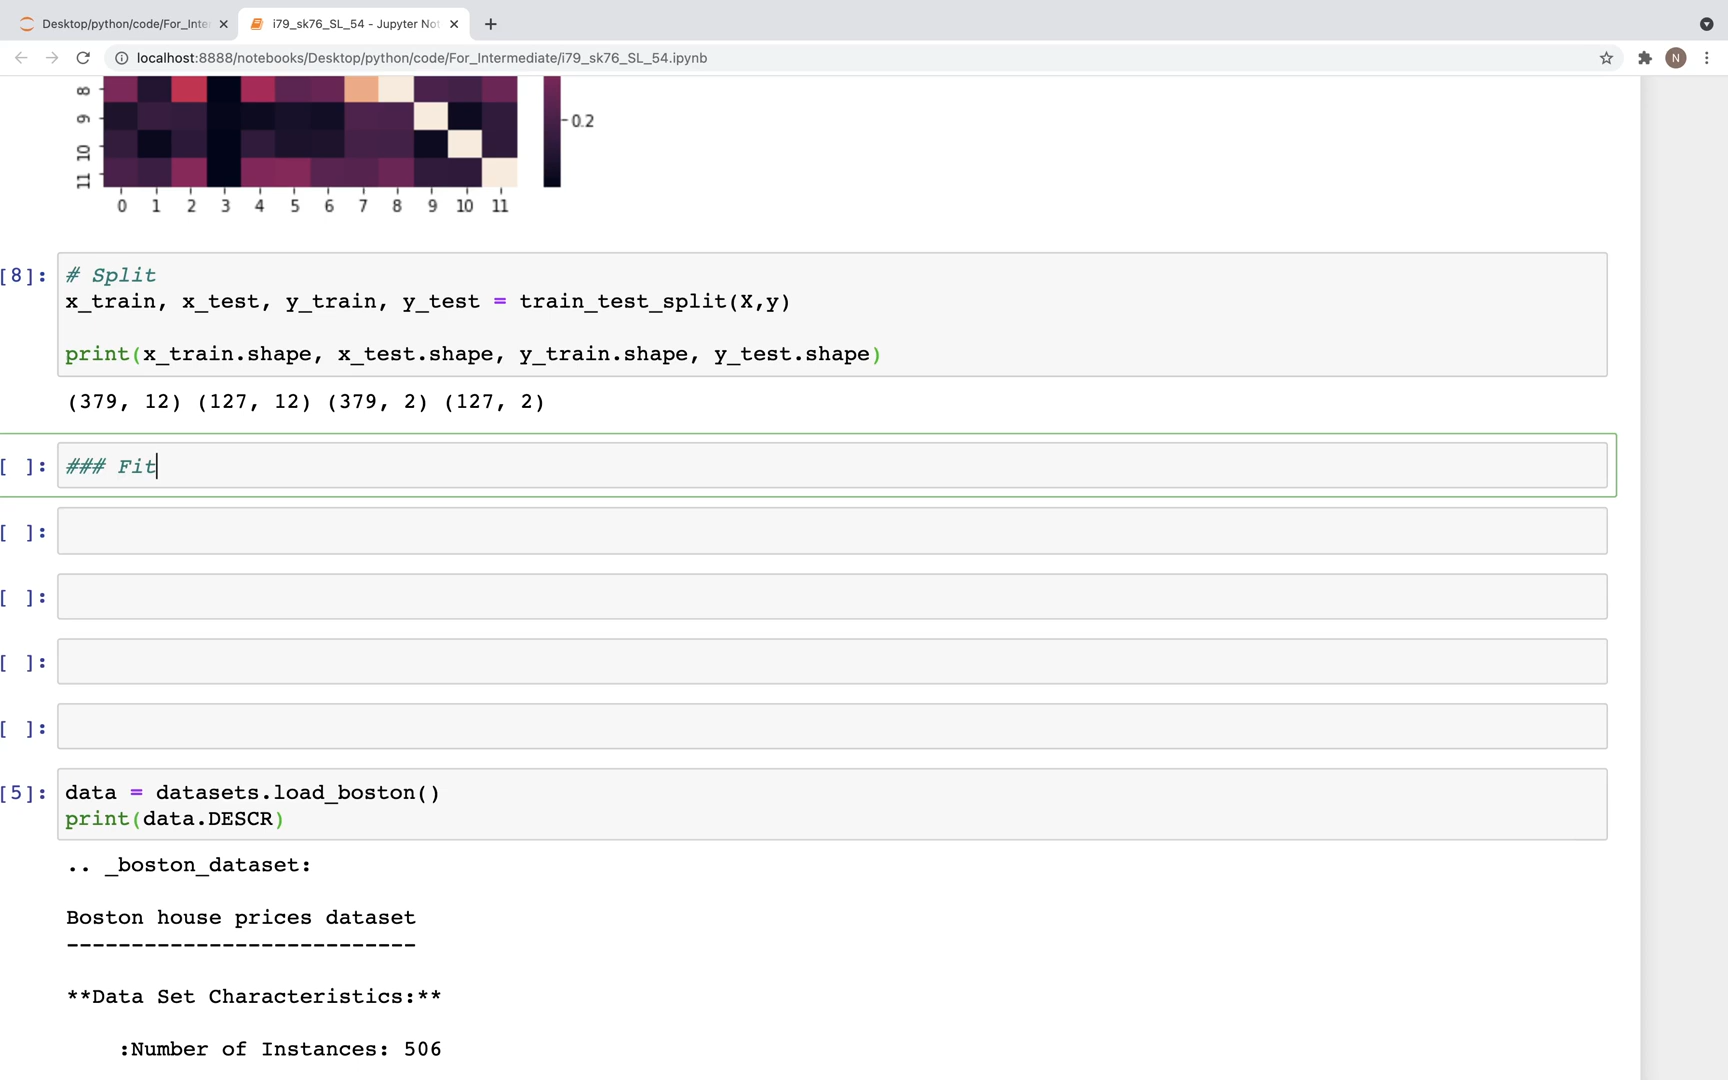 Desktop/python/code/For_Inte
i79_sk76_SL_54 - Jupyter Not
localhost:8888/notebooks/Desktop/python/code/For_Intermediate/i79_sk76_SL_54.ipynb
N
8
9
10
11
0.2
0 1 2 3 4 5 6 7 8 9 10 11
[8]:
# Split
x_train, x_test, y_train, y_test = train_test_split(X,y)
print(x_train.shape, x_test.shape, y_train.shape, y_test.shape)
(379, 12) (127, 12) (379, 2) (127, 2)
[ ]: ### Fit
[ ]:
[ ]:
[ ]:
[ ]:
[5]: data = datasets.load_boston()
print(data.DESCR)
.. _boston_dataset:
Boston house prices dataset
---------------------------
**Data Set Characteristics:**
:Number of Instances: 506